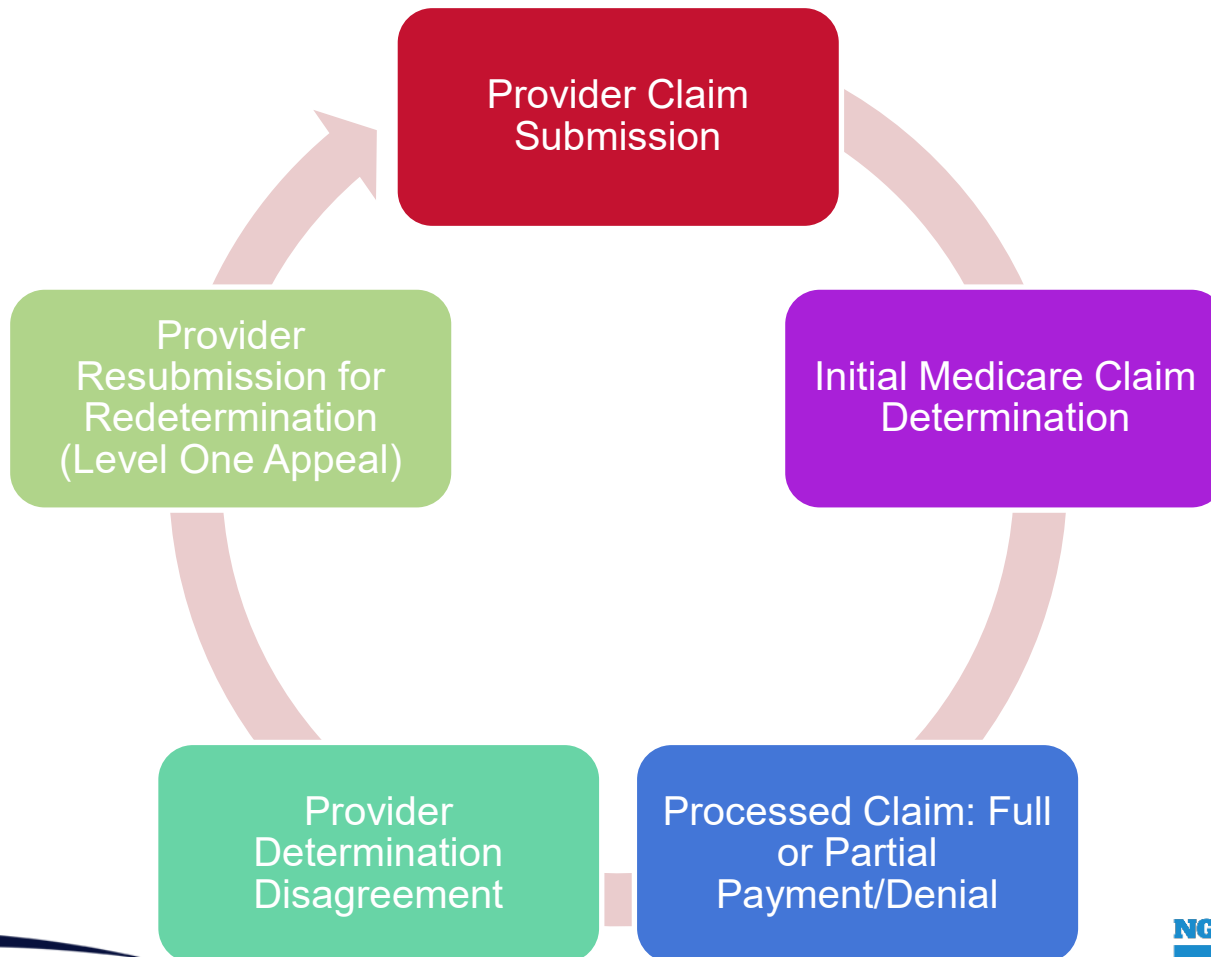 Provider Claim
Submission
Initial Medicare Claim
Determination
Processed Claim: Full
or Partial
Payment/Denial
Provider
Determination
Disagreement
Provider
Resubmission for
Redetermination
(Level One Appeal)
NG